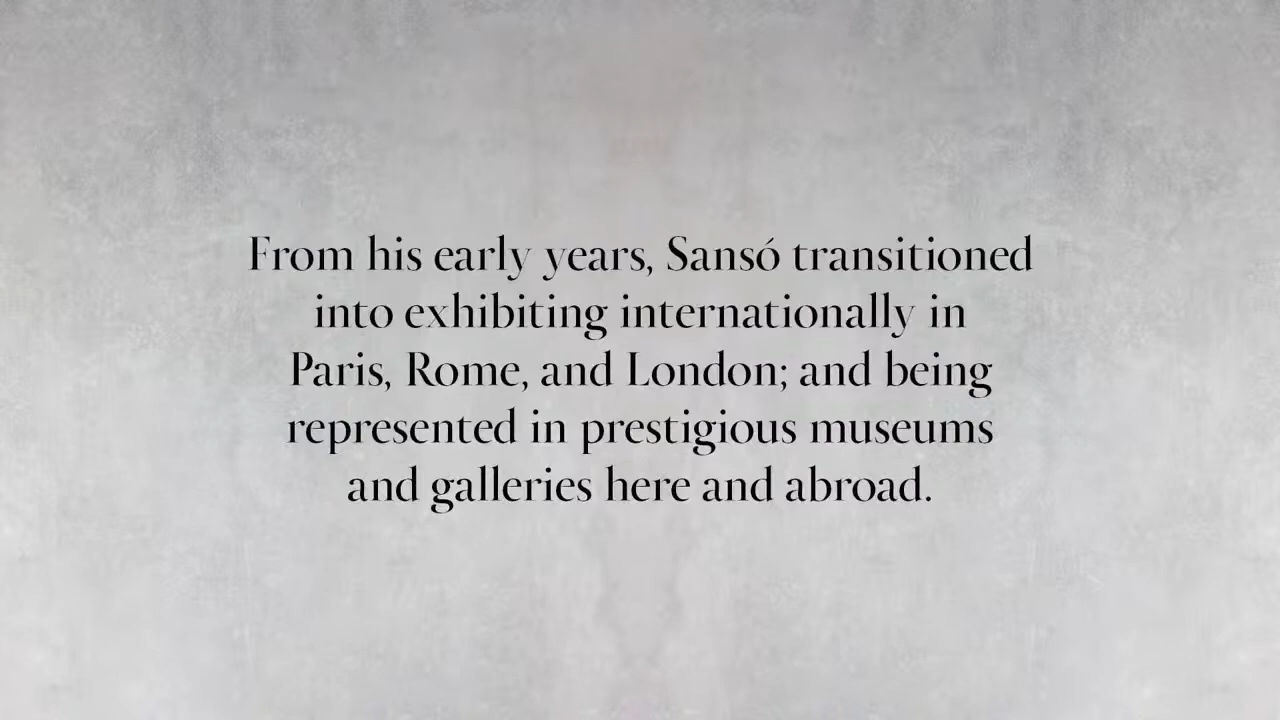 From his early years, Sansó transitioned
into exhibiting internationally in
Paris, Rome, and London; and being
represented in prestigious museums
and galleries here and abroad.